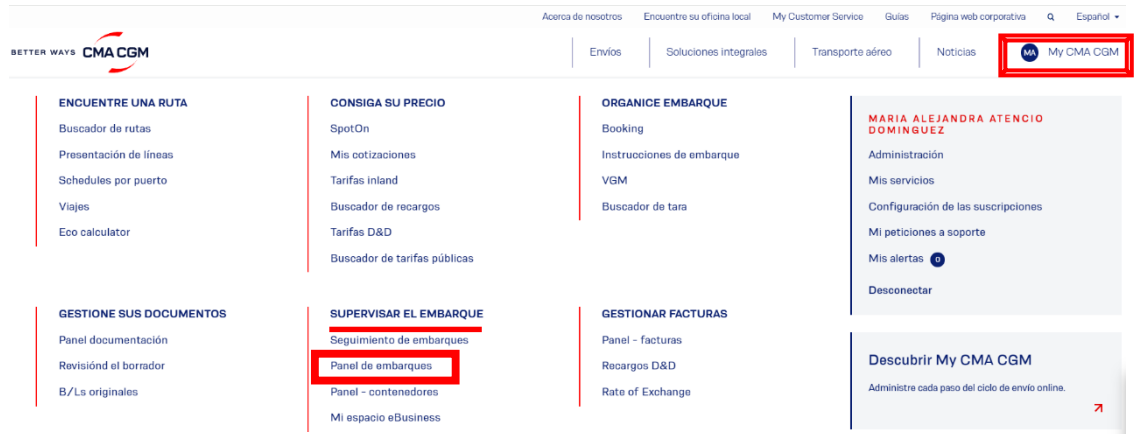 Acerca de nosotros Encuentre su oficina local My Customer Service Guías Página web corporativa Español
BETTER WAYS CMA CGM Envíos Soluciones integrales Transporte aéreo Noticias MA My CMA CGM
ENCUENTRE UNA RUTA
Buscador de rutas
Presentación de líneas
Schedules por puerto
Viajes
Eco calculator
CONSIGA SU PRECIO
SpotOn
Mis cotizaciones
Tarifas inland
Buscador de recargos
Tarifas D&D
Buscador de tarifas públicas
ORGANICE EMBARQUE
Booking
Instrucciones de embarque
VGM
Buscador de tara
MARIA ALEJANDRA ATENCIO
DOMINGUEZ
Administración
Mis servicios
Configuración de las suscripciones
Mi peticiones a soporte
Mis alertas 0
Desconectar
GESTIONE SUS DOCUMENTOS
Panel documentación
Revisiónd el borrador
B/Ls originales
SUPERVISAR EL EMBARQUE
Seguimiento de embarques
Panel de embarques
Panel - contenedores
Mi espacio eBusiness
GESTIONAR FACTURAS
Panel - facturas
Recargos D&D
Rate of Exchange
Descubrir My CMA CGM
Administre cada paso del ciclo de envío online.